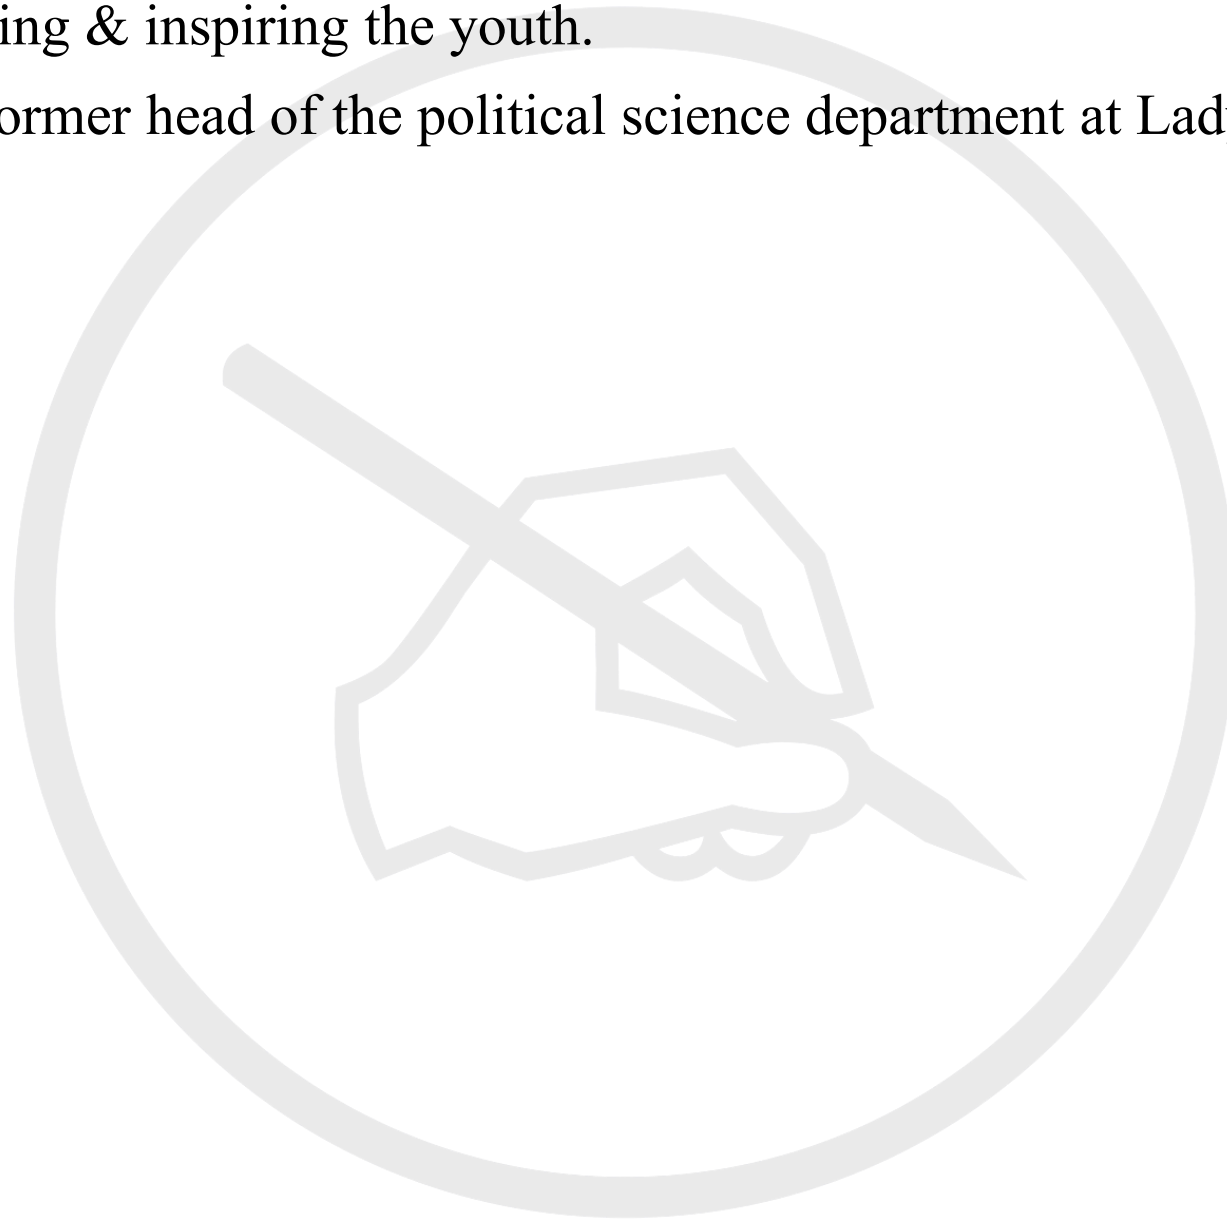 ing & inspiring the youth.
ormer head of the political science department at Lad